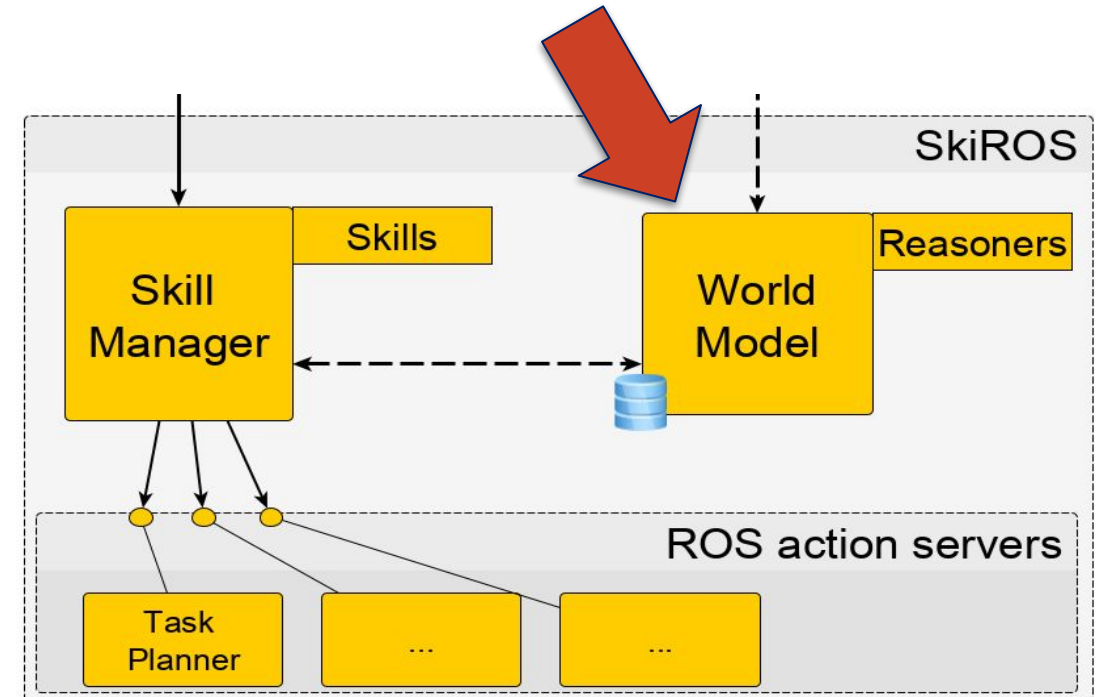 SkiROS
Skills
Reasoners
Skill
Manager
World
Model
ROS action servers
Task
Planner
...
...